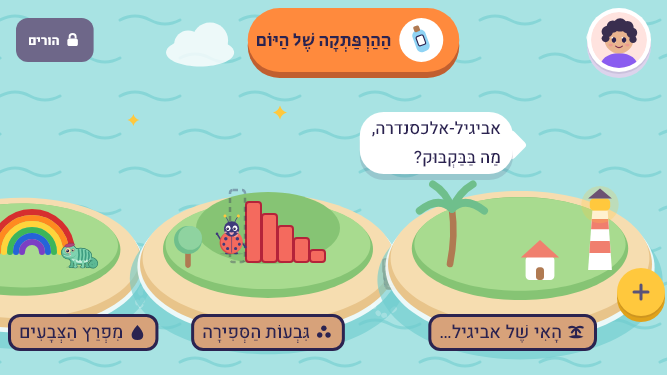 הַהַרְפַּתְקָה שֶׁל הַיּוֹם
הורים
אביגיל-אלכסנדרה,
מַה בַּבַּקְבּוּק?
הָאִי שֶׁל אביגיל...
גִּבְעוֹת הַסְּפִירָה
מִפְרַץ הַצְּבָעִים